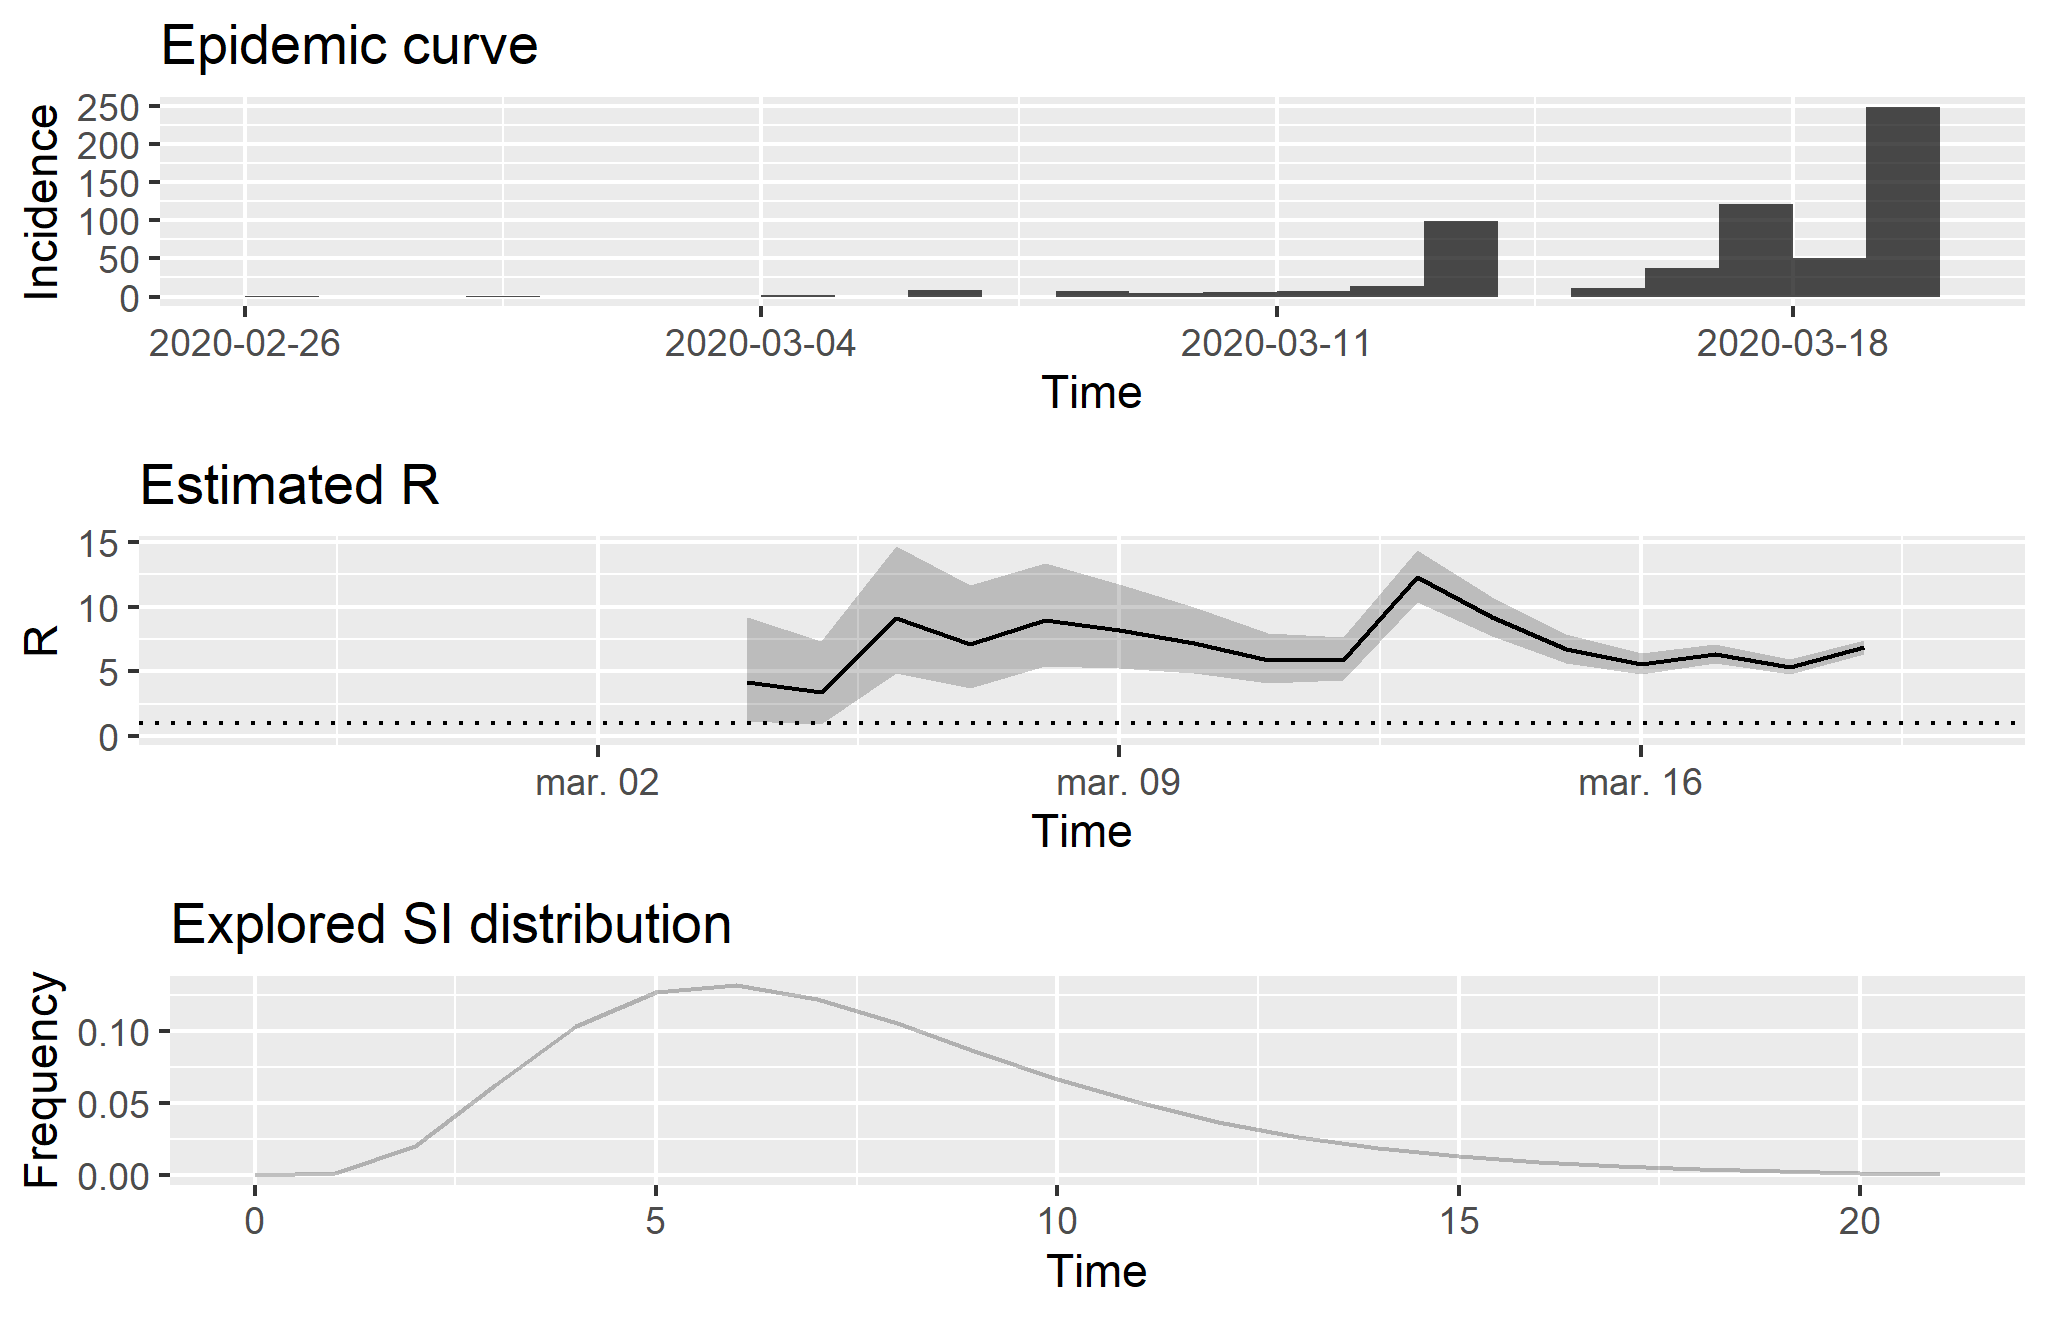 Epidemic curve
Incidence
250
200
150
100
50
0
2020-02-26 2020-03-04 2020-03-11 2020-03-18
Time
Estimated R
R
15
10
5
0
mar. 02 mar. 09 mar. 16
Time
Explored SI distribution
Frequency
0.10
0.05
0.00
0 5 10 15 20
Time